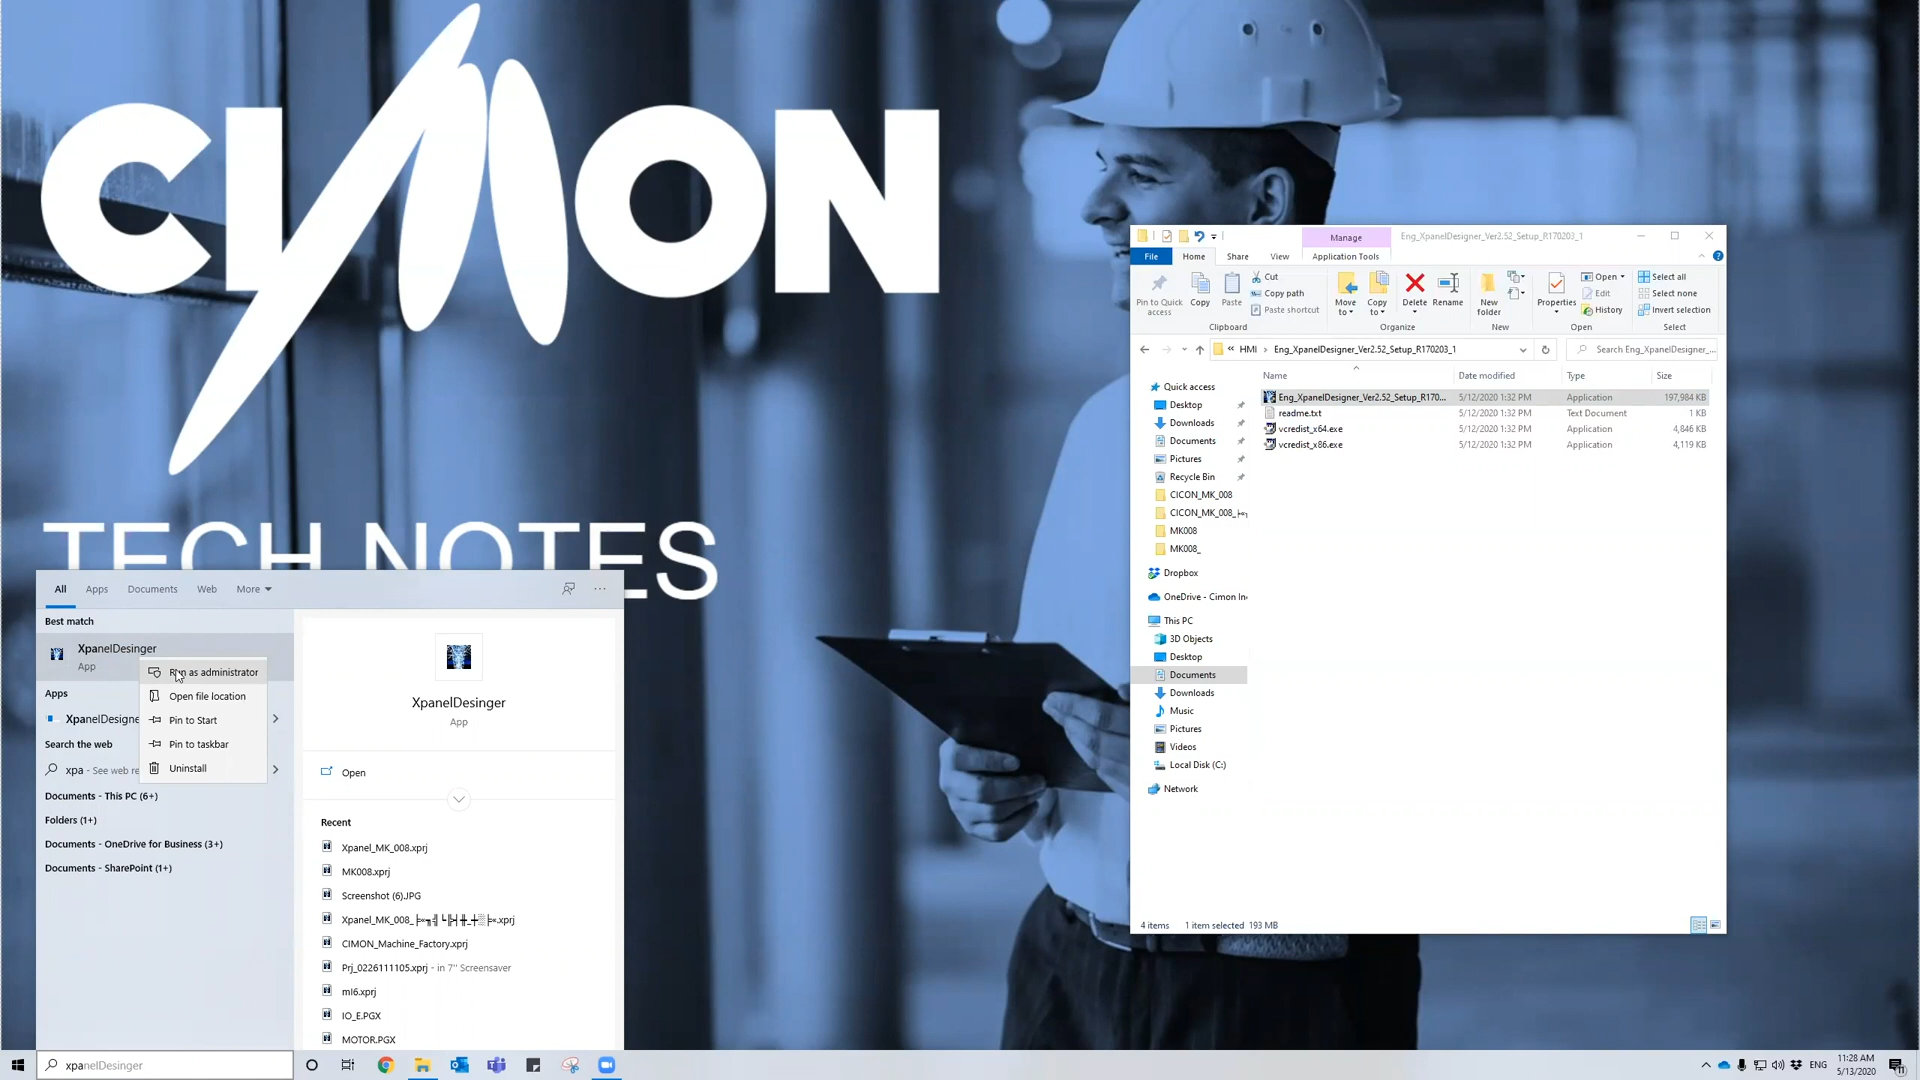 CIMON
TECH NOTES
Manage
Eng_XpanelDesigner_Ver2.52_Setup_R170203_1
File
Home
Share
View
Application Tools
Pin to Quick
access
Copy
Paste
Cut
Copy path
Paste shortcut
Move
to
Copy
to
Delete
Rename
New
folder
Properties
Open
Edit
History
Select all
Select none
Invert selection
Clipboard
Organize
New
Open
Select
« HMI › Eng_XpanelDesigner_Ver2.52_Setup_R170203_1
Search Eng_XpanelDesigner_...
Name
Date modified
Type
Size
Eng_XpanelDesigner_Ver2.52_Setup_R170... 5/12/2020 1:32 PM Application 197,984 KB
readme.txt 5/12/2020 1:32 PM Text Document 1 KB
vcredist_x64.exe 5/12/2020 1:32 PM Application 4,846 KB
vcredist_x86.exe 5/12/2020 1:32 PM Application 4,119 KB
Quick access
Desktop
Downloads
Documents
Pictures
Recycle Bin
CICON_MK_008
CICON_MK_008_
MK008
MK008_
Dropbox
OneDrive - Cimon In
This PC
3D Objects
Desktop
Documents
Downloads
Music
Pictures
Videos
Local Disk (C:)
Network
4 items 1 item selected 193 MB
All
Apps
Documents
Web
More
Best match
XpanelDesinger
App
Apps
XpanelDesigne
Search the web
xpa - See web re
Documents - This PC (6+)
Folders (1+)
Documents - OneDrive for Business (3+)
Documents - SharePoint (1+)
Run as administrator
Open file location
Pin to Start
Pin to taskbar
Uninstall
XpanelDesinger
App
Open
Recent
Xpanel_MK_008.xprj
MK008.xprj
Screenshot (6).JPG
Xpanel_MK_008_ .xprj
CIMON_Machine_Factory.xprj
Prj_0226111105.xprj - in 7" Screensaver
ml6.xprj
IO_E.PGX
MOTOR.PGX
xpanelDesinger
ENG
11:28 AM
5/13/2020